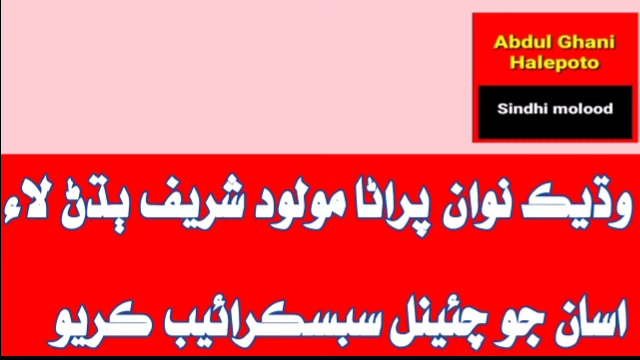 Abdul Ghani
Halepoto
Sindhi molood
وڌيڪ نوان پراڻا مولود شريف ٻڌڻ لاءِ
اسان جو چئينل سبسڪرائيب ڪريو